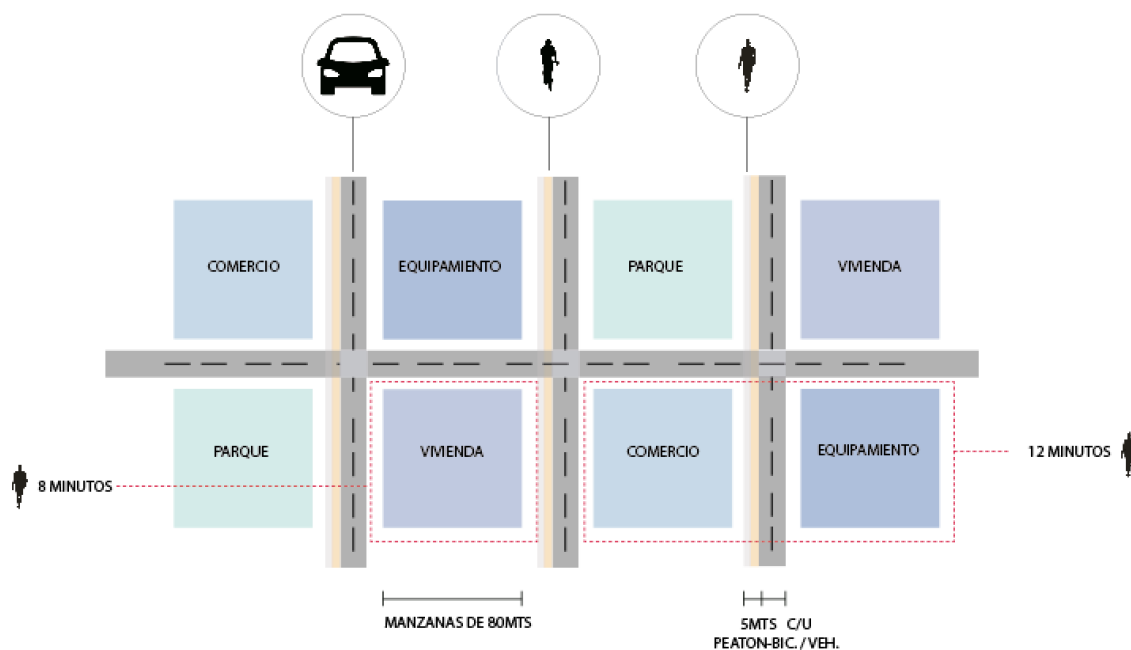 COMERCIO
EQUIPAMIENTO
PARQUE
VIVIENDA
PARQUE
VIVIENDA
COMERCIO
EQUIPAMIENTO
8 MINUTOS
12 MINUTOS
MANZANAS DE 80MTS
5MTS C/U
PEATON-BIC. / VEH.